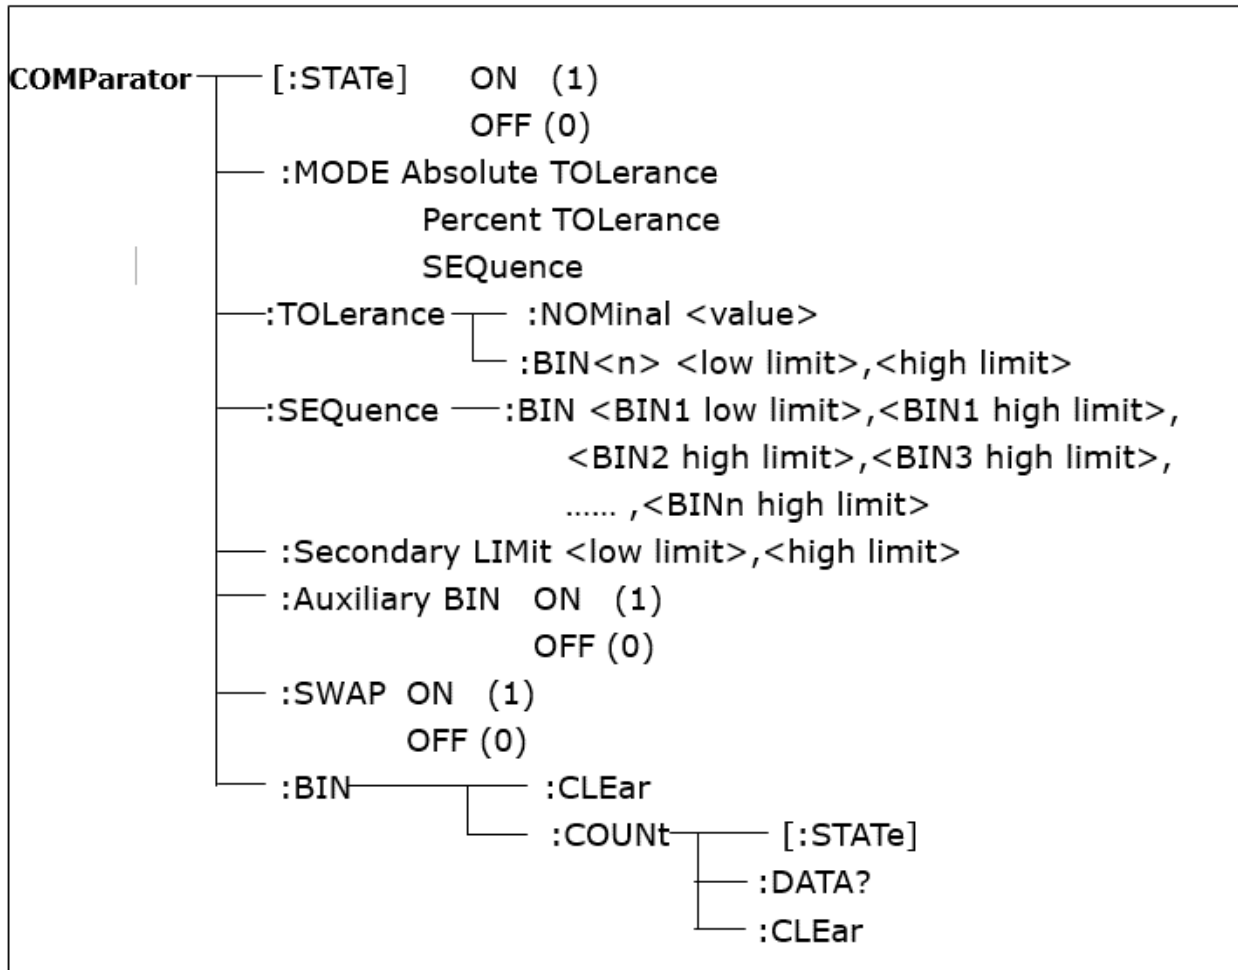 COMParator [:STATe] ON (1)
OFF (0)
:MODE Absolute TOLerance
Percent TOLerance
SEQuence
:TOLerance :NOMinal <value>
:BIN<n> <low limit>,<high limit>
:SEQuence :BIN <BIN1 low limit>,<BIN1 high limit>,
<BIN2 high limit>,<BIN3 high limit>,
...... ,<BINn high limit>
:Secondary LIMit <low limit>,<high limit>
:Auxiliary BIN ON (1)
OFF (0)
:SWAP ON (1)
OFF (0)
:BIN :CLEar
:COUNt [:STATe]
:DATA?
:CLEar